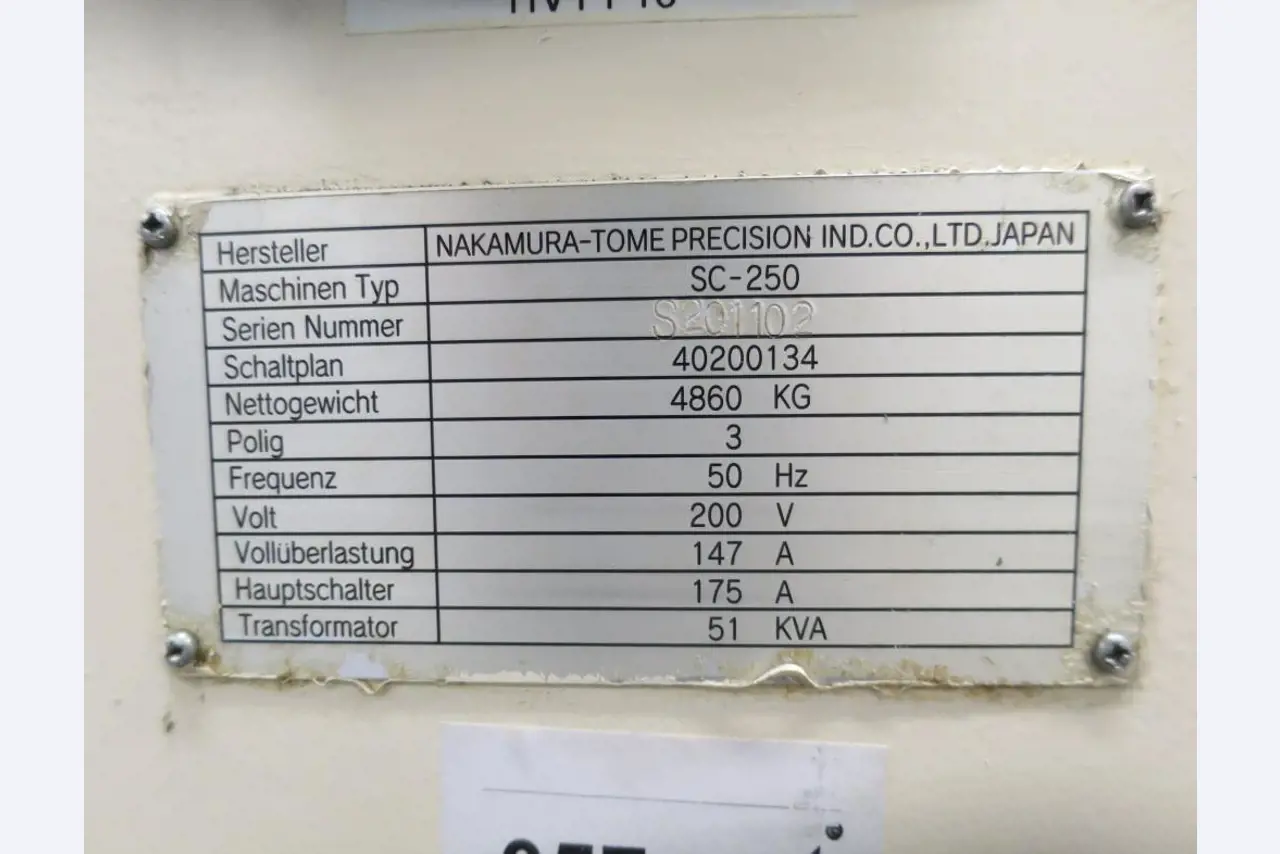 Hersteller NAKAMURA-TOME PRECISION IND.CO.,LTD.JAPAN
Maschinen Typ SC-250
Serien Nummer S201102
Schaltplan 40200134
Nettogewicht 4860 KG
Polig 3
Frequenz 50 Hz
Volt 200 V
Vollüberlastung 147 A
Hauptschalter 175 A
Transformator 51 KVA